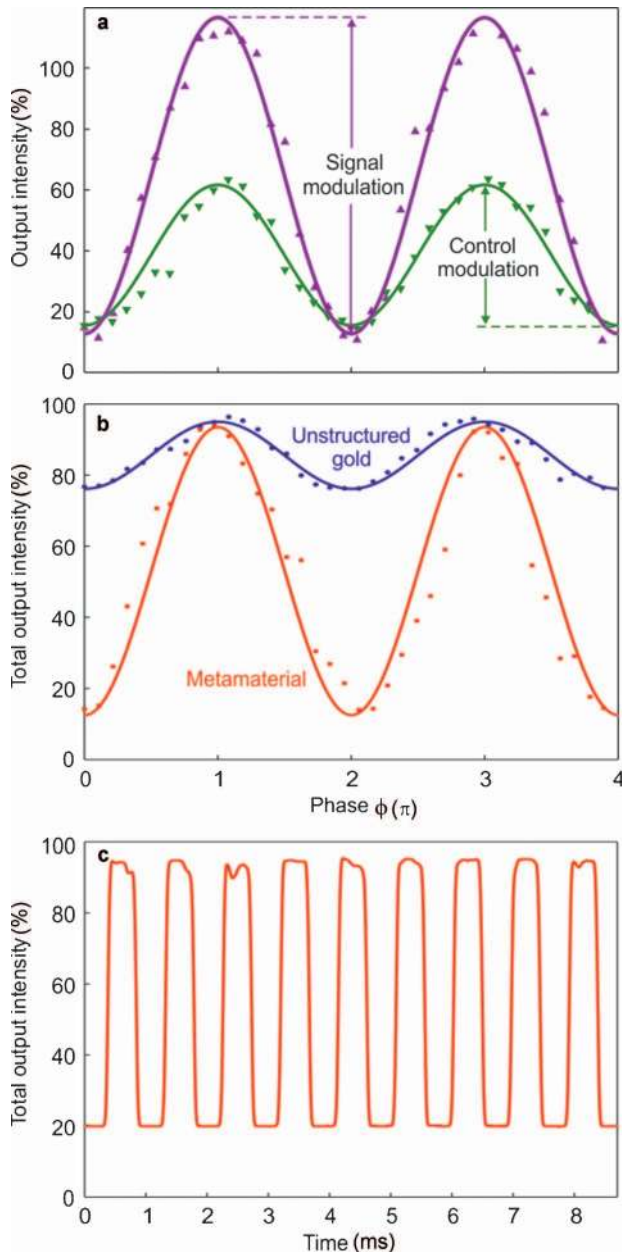 a
Output intensity(%)
100
80
60
40
20
0
Signal
modulation
Control
modulation
b
Total output intensity(%)
100
80
60
40
20
0
Unstructured
gold
Metamaterial
0 1 2 3 4
Phase ϕ(π)
c
Total output intensity(%)
100
80
60
40
20
0
0 1 2 3 4 5 6 7 8
Time (ms)